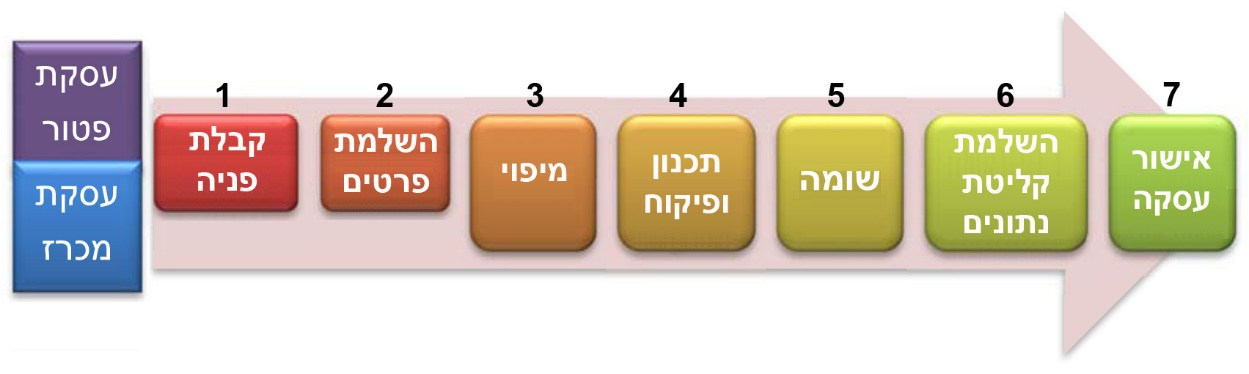 עסקת
פטור
עסקת
מכרז
1
קבלת
פניה
2
השלמת
פרטים
3
מיפוי
4
תכנון
ופיקוח
5
שומה
6
השלמת
קליטת
נתונים
7
אישור
עסקה